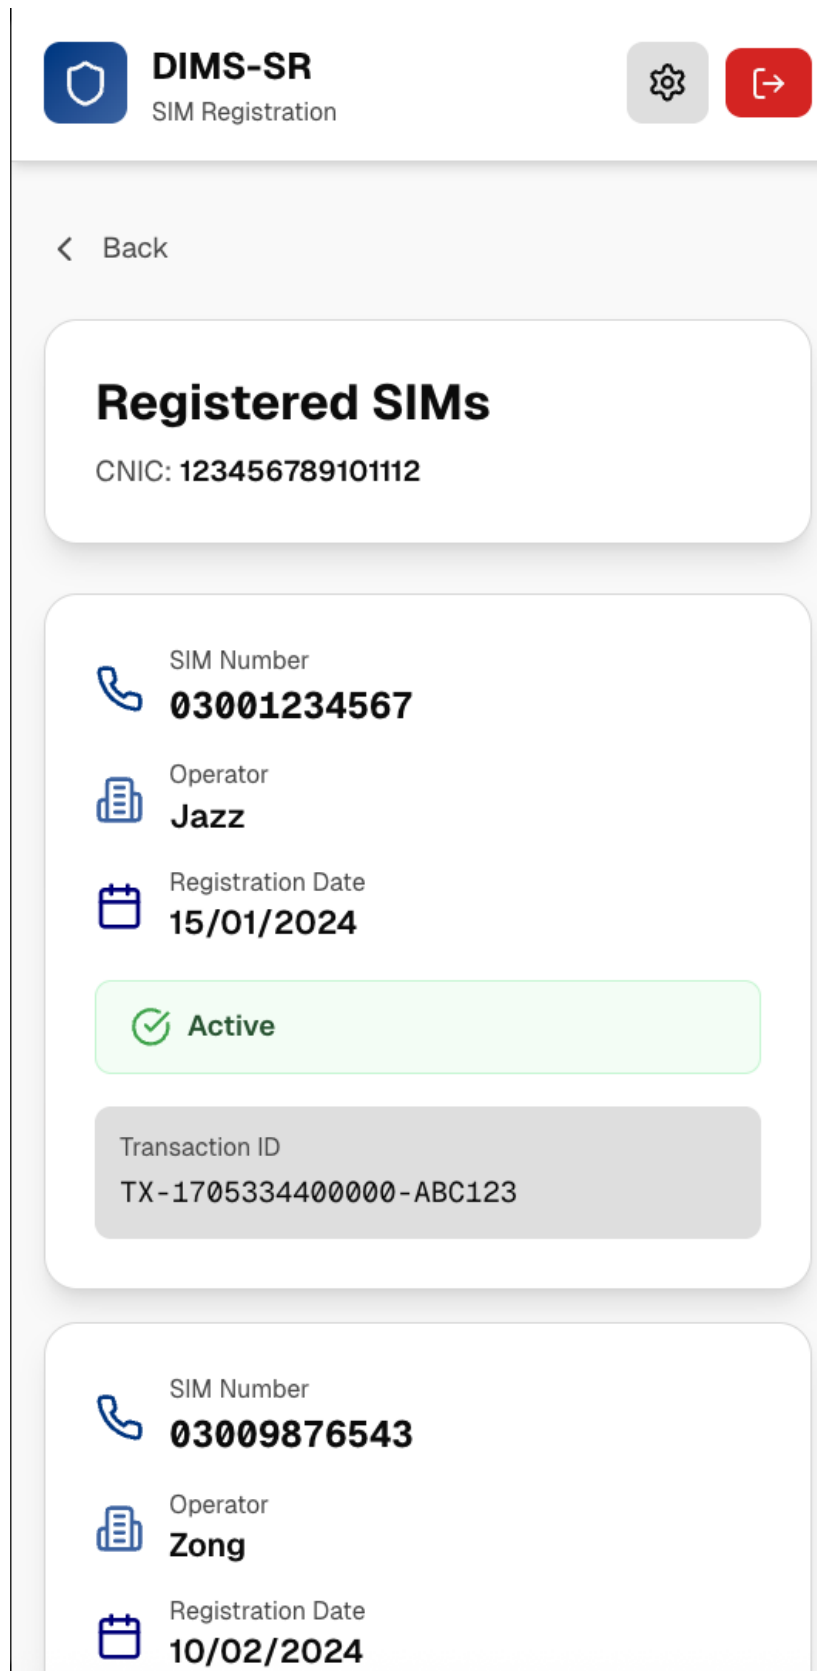 DIMS-SR
SIM Registration
Back
Registered SIMs
CNIC: 123456789101112
SIM Number
03001234567
Operator
Jazz
Registration Date
15/01/2024
Active
Transaction ID
TX-1705334400000-ABC123
SIM Number
03009876543
Operator
Zong
Registration Date
10/02/2024